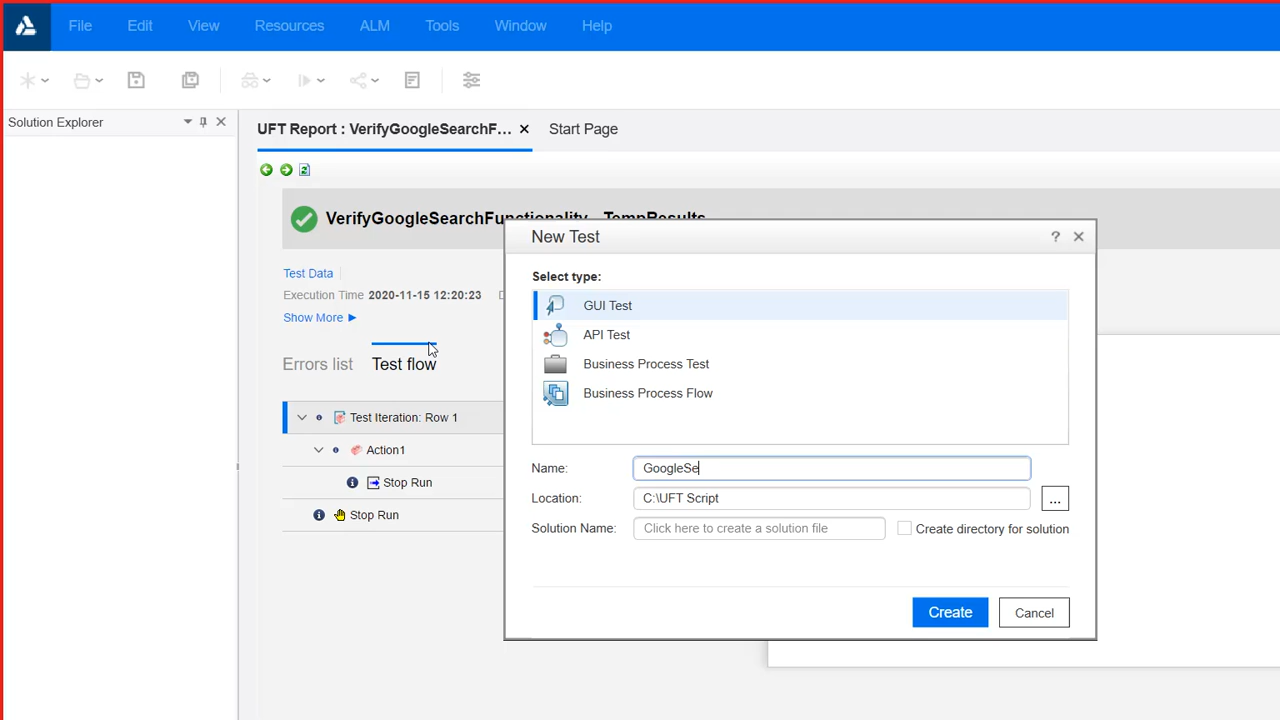 File Edit View Resources ALM Tools Window Help
Solution Explorer
UFT Report : VerifyGoogleSearchF... Start Page
VerifyGoogleSearchFunctionality - TempResults
New Test
?
Select type:
GUI Test
API Test
Business Process Test
Business Process Flow
Name: GoogleSe
Location: C:\UFT Script
...
Solution Name: Click here to create a solution file
Create directory for solution
Create Cancel
Test Data
Execution Time 2020-11-15 12:20:23
Show More
Errors list Test flow
Test Iteration: Row 1
Action1
Stop Run
Stop Run